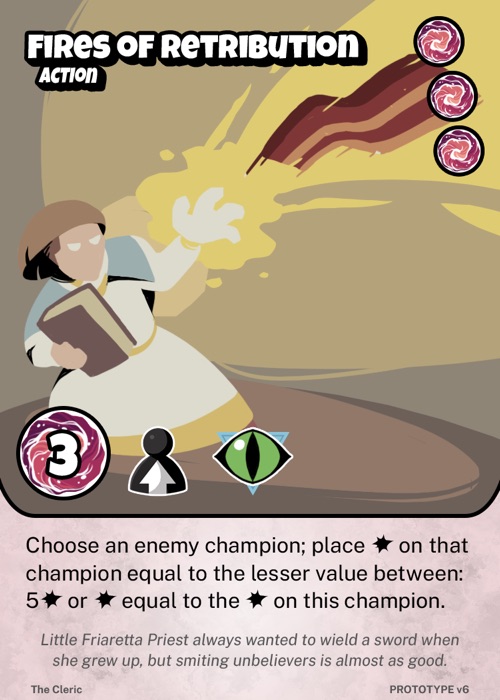 Fires of Retribution
Action
3
Choose an enemy champion; place on that
champion equal to the lesser value between:
5 or equal to the on this champion.
Little Friaretta Priest always wanted to wield a sword when
she grew up, but smiting unbelievers is almost as good.
The Cleric PROTOTYPE v6